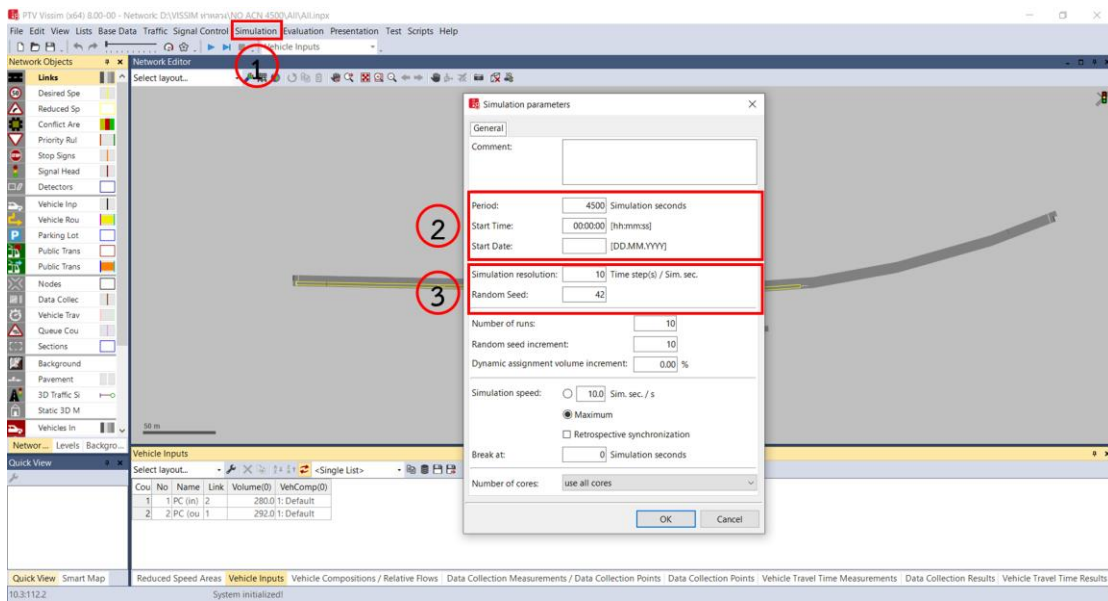 PTV Vissim (x64) 8.00-00 - Network: D:\VISSIM ท่าพระ\NO ACN 4500\All\All.inpx
File Edit View Lists Base Data Traffic Signal Control Simulation Evaluation Presentation Test Scripts Help
Vehicle Inputs
1
Network Objects
Network Editor
Select layout...
Links
Desired Spe
Reduced Sp
Conflict Are
Priority Rul
Stop Signs
Signal Head
Detectors
Vehicle Inp
Vehicle Rou
Parking Lot
Public Trans
Public Trans
Nodes
Data Collec
Vehicle Trav
Queue Cou
Sections
Background
Pavement
3D Traffic Si
Static 3D M
Vehicles In
50 m
Networ... Levels Backgro...
Simulation parameters
General
Comment:
2
Period: 4500 Simulation seconds
Start Time: 00:00:00 [hh:mm:ss]
Start Date: [DD.MM.YYYY]
3
Simulation resolution: 10 Time step(s) / Sim. sec.
Random Seed: 42
Number of runs: 10
Random seed increment: 10
Dynamic assignment volume increment: 0.00 %
Simulation speed: 10.0 Sim. sec. / s
Maximum
Retrospective synchronization
Break at: 0 Simulation seconds
Number of cores: use all cores
OK Cancel
Quick View
Vehicle Inputs
Select layout... <Single List>
Cou No Name Link Volume(0) VehComp(0)
1 1 PC (in) 2 280.0 1: Default
2 2 PC (ou 1 292.0 1: Default
Quick View Smart Map
Reduced Speed Areas Vehicle Inputs Vehicle Compositions / Relative Flows Data Collection Measurements / Data Collection Points Data Collection Points Vehicle Travel Time Measurements Data Collection Results Vehicle Travel Time Results
10.3:112.2 System initialized!